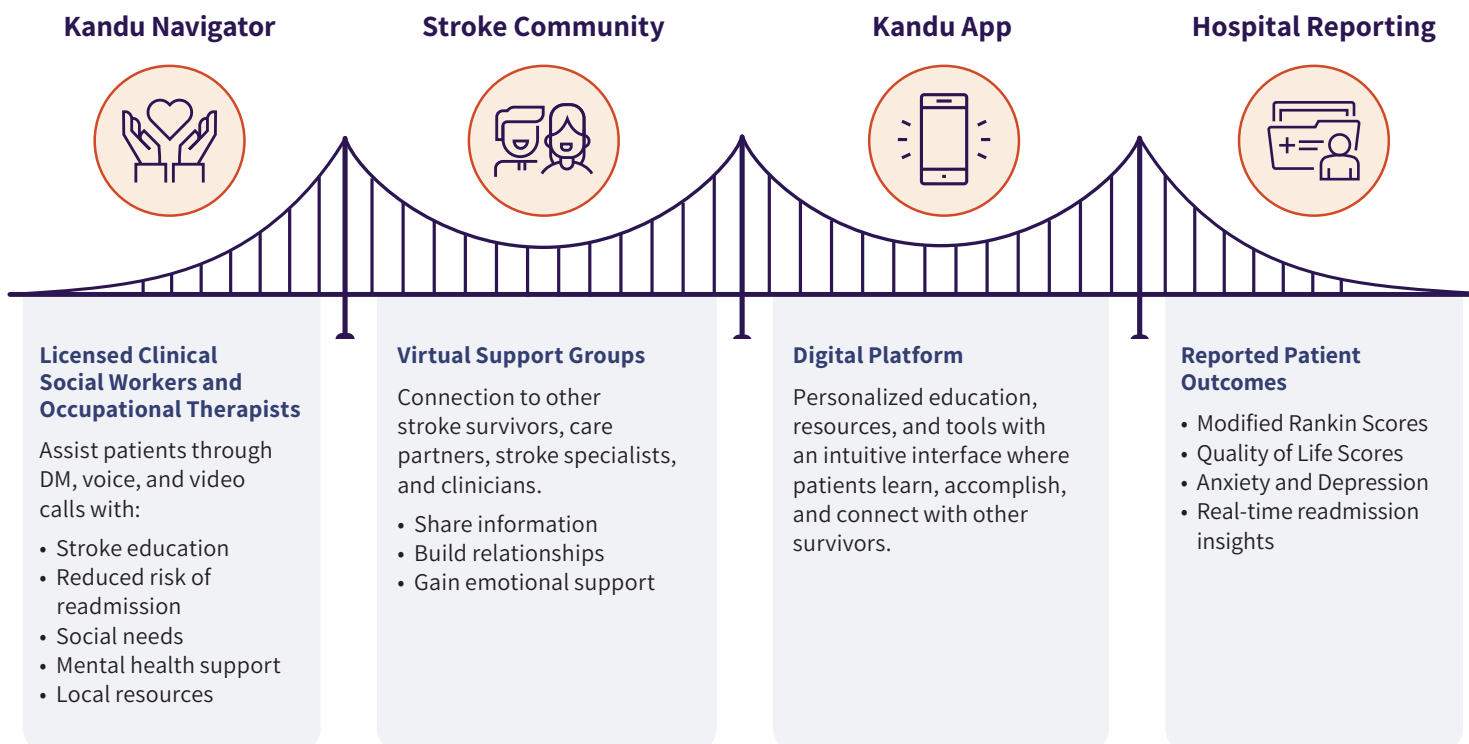 Kandu Navigator
Stroke Community
Kandu App
Hospital Reporting
Licensed Clinical
Social Workers and
Occupational Therapists
Assist patients through
DM, voice, and video
calls with:
• Stroke education
• Reduced risk of
readmission
• Social needs
• Mental health support
• Local resources
Virtual Support Groups
Connection to other
stroke survivors, care
partners, stroke specialists,
and clinicians.
• Share information
• Build relationships
• Gain emotional support
Digital Platform
Personalized education,
resources, and tools with
an intuitive interface where
patients learn, accomplish,
and connect with other
survivors.
Reported Patient
Outcomes
• Modified Rankin Scores
• Quality of Life Scores
• Anxiety and Depression
• Real-time readmission
insights